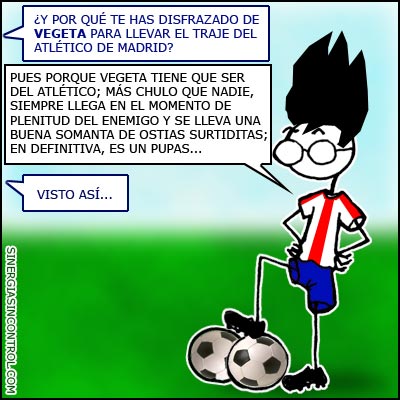 ¿Y POR QUÉ TE HAS DISFRAZADO DE
VEGETA PARA LLEVAR EL TRAJE DEL
ATLÉTICO DE MADRID?
PUES PORQUE VEGETA TIENE QUE SER
DEL ATLÉTICO; MÁS CHULO QUE NADIE,
SIEMPRE LLEGA EN EL MOMENTO DE
PLENITUD DEL ENEMIGO Y SE LLEVA UNA
BUENA SOMANTA DE OSTIAS SURTIDITAS;
EN DEFINITIVA, ES UN PUPAS...
VISTO ASÍ...
SINERGIASINCONTROL.COM